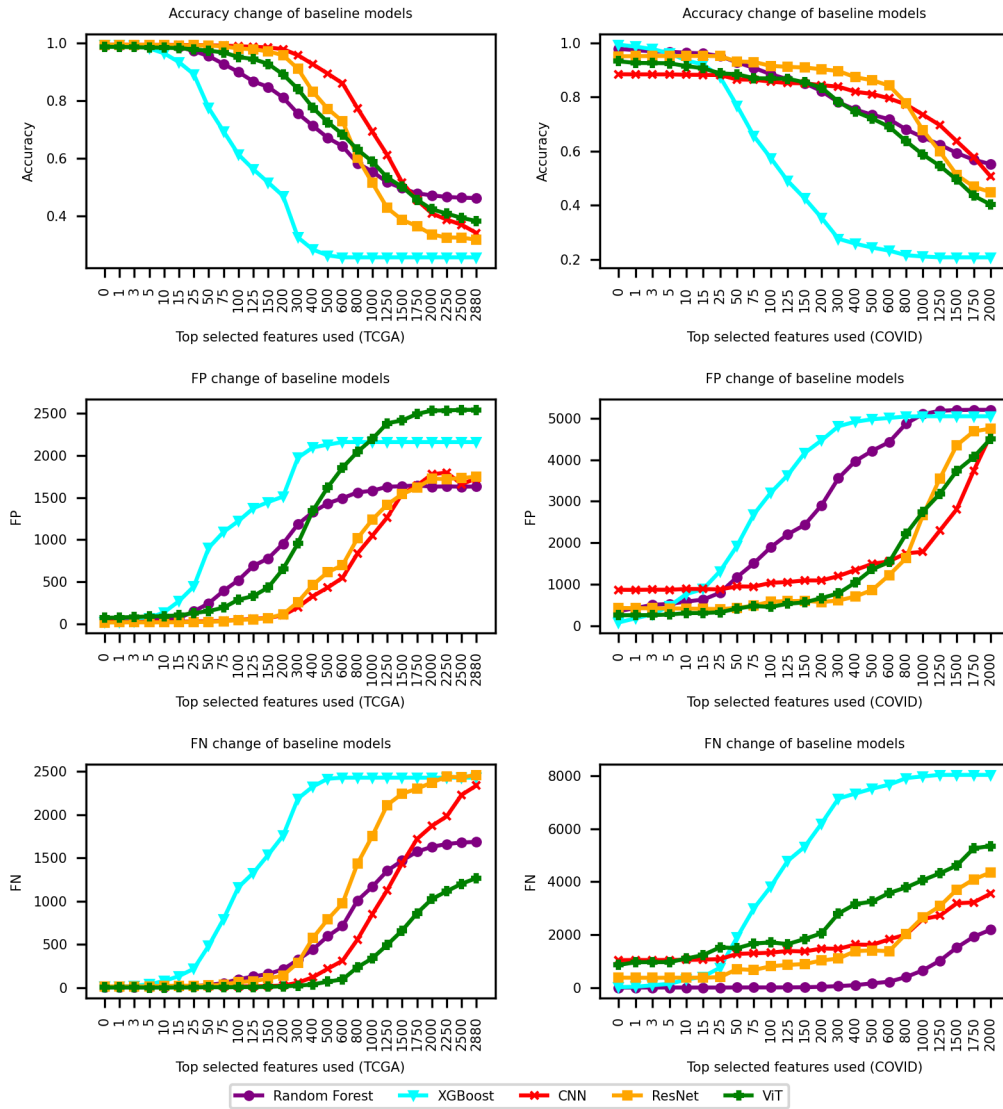 Accuracy change of baseline models
Accuracy
1.0
0.8
0.6
0.4
0 1 3 5 10 15 25 50 75 100 125 150 200 300 400 500 600 800 1000 1250 1500 1750 2000 2250 2500 2880
Top selected features used (TCGA)
Accuracy change of baseline models
Accuracy
1.0
0.8
0.6
0.4
0.2
0 1 3 5 10 15 25 50 75 100 125 150 200 300 400 500 600 800 1000 1250 1500 1750 2000
Top selected features used (COVID)
FP change of baseline models
FP
2500
2000
1500
1000
500
0
0 1 3 5 10 15 25 50 75 100 125 150 200 300 400 500 600 800 1000 1250 1500 1750 2000 2250 2500 2880
Top selected features used (TCGA)
FP change of baseline models
FP
5000
4000
3000
2000
1000
0
0 1 3 5 10 15 25 50 75 100 125 150 200 300 400 500 600 800 1000 1250 1500 1750 2000
Top selected features used (COVID)
FN change of baseline models
FN
2500
2000
1500
1000
500
0
0 1 3 5 10 15 25 50 75 100 125 150 200 300 400 500 600 800 1000 1250 1500 1750 2000 2250 2500 2880
Top selected features used (TCGA)
FN change of baseline models
FN
8000
6000
4000
2000
0
0 1 3 5 10 15 25 50 75 100 125 150 200 300 400 500 600 800 1000 1250 1500 1750 2000
Top selected features used (COVID)
Random Forest XGBoost CNN ResNet ViT